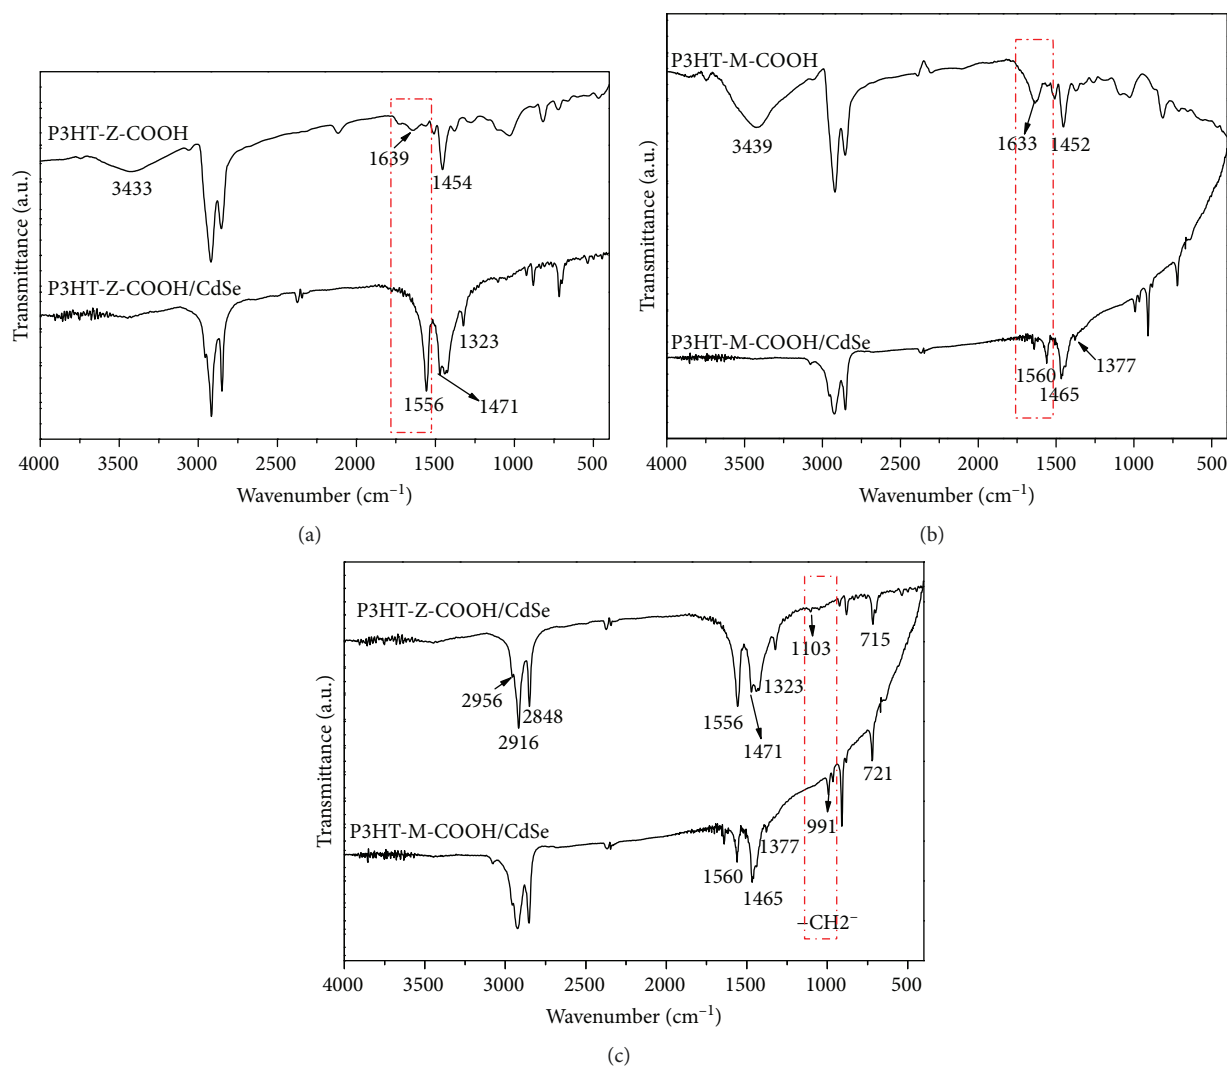 P3HT-Z-COOH
3433
1639
1454
P3HT-Z-COOH/CdSe
1323
1556
1471
Transmittance (a.u.)
4000 3500 3000 2500 2000 1500 1000 500
Wavenumber (cm⁻¹)
(a)
P3HT-M-COOH
3439
1633
1452
P3HT-M-COOH/CdSe
1377
1560
1465
Transmittance (a.u.)
4000 3500 3000 2500 2000 1500 1000 500
Wavenumber (cm⁻¹)
(b)
P3HT-Z-COOH/CdSe
1103
715
2956
2848
1323
1556
2916
1471
721
P3HT-M-COOH/CdSe
991
1377
1560
1465
–CH2⁻
Transmittance (a.u.)
4000 3500 3000 2500 2000 1500 1000 500
Wavenumber (cm⁻¹)
(c)